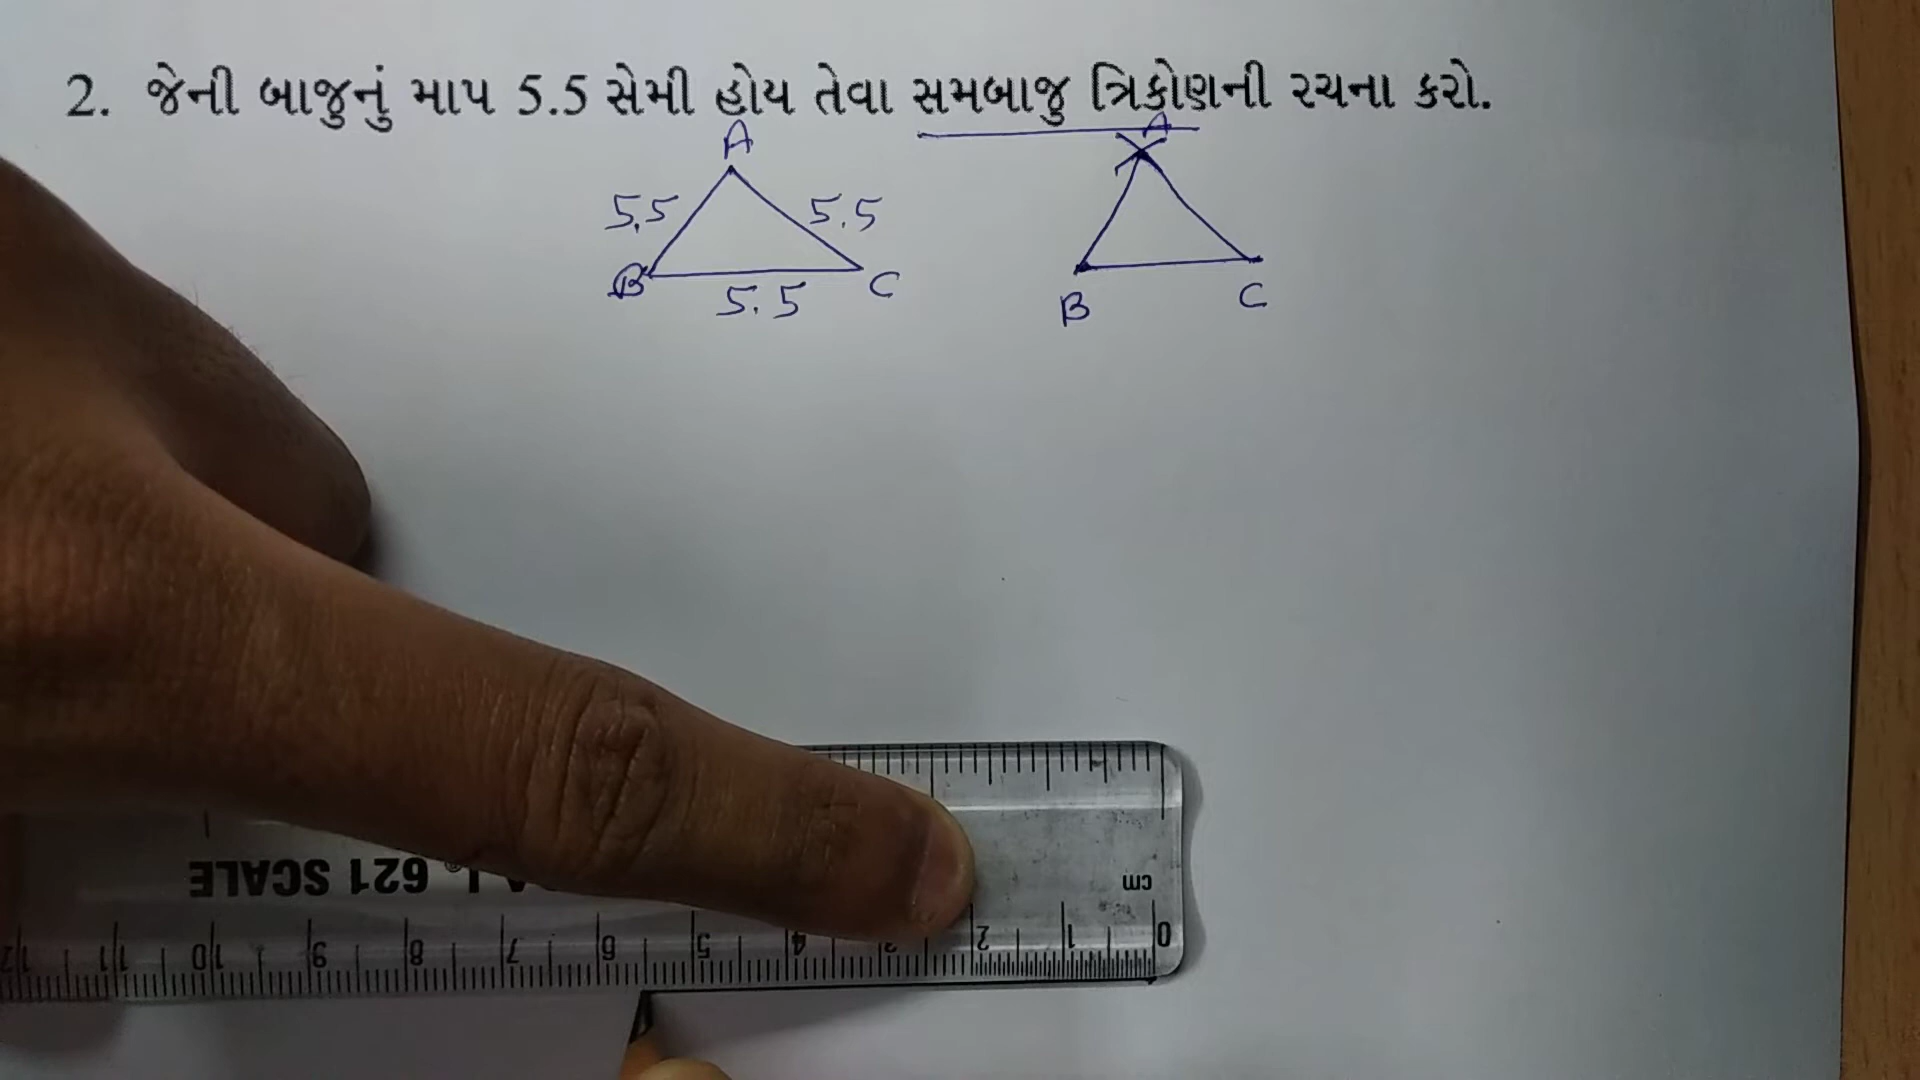 2. જેની બાજુનું માપ 5.5 સેમી હોય તેવા સમબાજુ ત્રિકોણની રચના કરો.
A
A
5.5
5.5
B
5.5
C
B
C
cm
621 SCALE
12 11 10 9 8 7 6 5 4 3 2 1 0